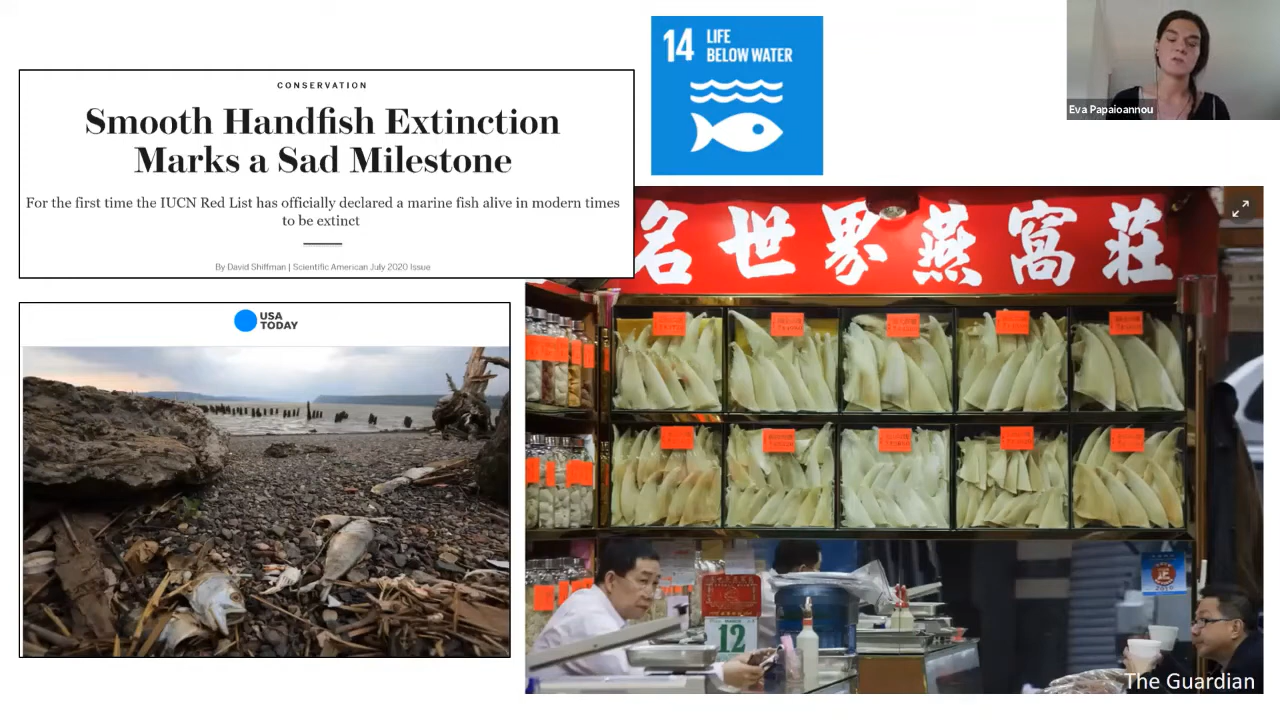 CONSERVATION
Smooth Handfish Extinction
Marks a Sad Milestone
For the first time the IUCN Red List has officially declared a marine fish alive in modern times
to be extinct
By David Shiffman | Scientific American July 2020 Issue
14 LIFE
BELOW WATER
Eva Papaioannou
名世界燕窩莊
USA
TODAY
正
12
The Guardian